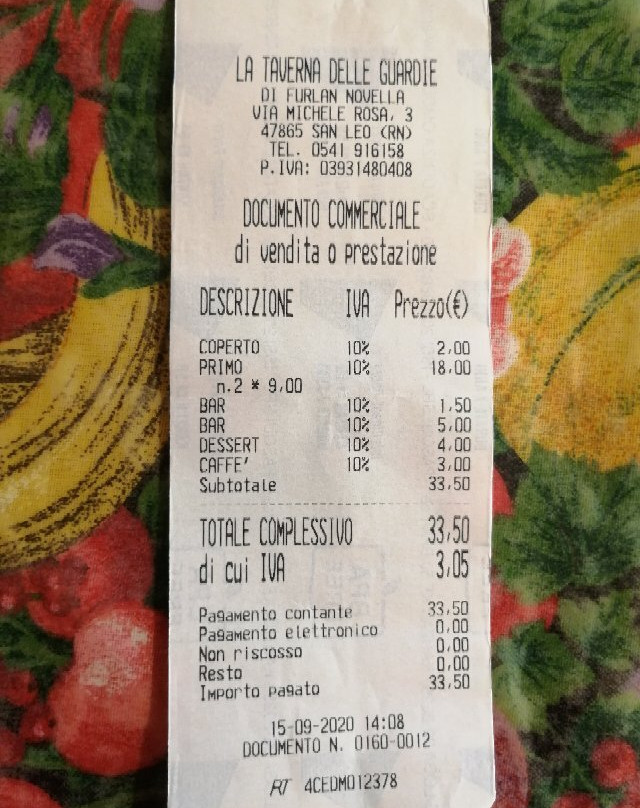 LA TAVERNA DELLE GUARDIE
DI FURLAN NOVELLA
VIA MICHELE ROSA, 3
47865 SAN LEO (RN)
TEL. 0541 916158
P.IVA: 03931480408
DOCUMENTO COMMERCIALE
di vendita o prestazione
DESCRIZIONE IVA Prezzo(€)
COPERTO 10% 2,00
PRIMO 10% 18,00
n.2 * 9,00
BAR 10% 1,50
BAR 10% 5,00
DESSERT 10% 4,00
CAFFE' 10% 3,00
Subtotale 33,50
TOTALE COMPLESSIVO 33,50
di cui IVA 3,05
Pagamento contante 33,50
Pagamento elettronico 0,00
Non riscosso 0,00
Resto 0,00
Importo pagato 33,50
15-09-2020 14:08
DOCUMENTO N. 0160-0012
RT 4CEDM012378